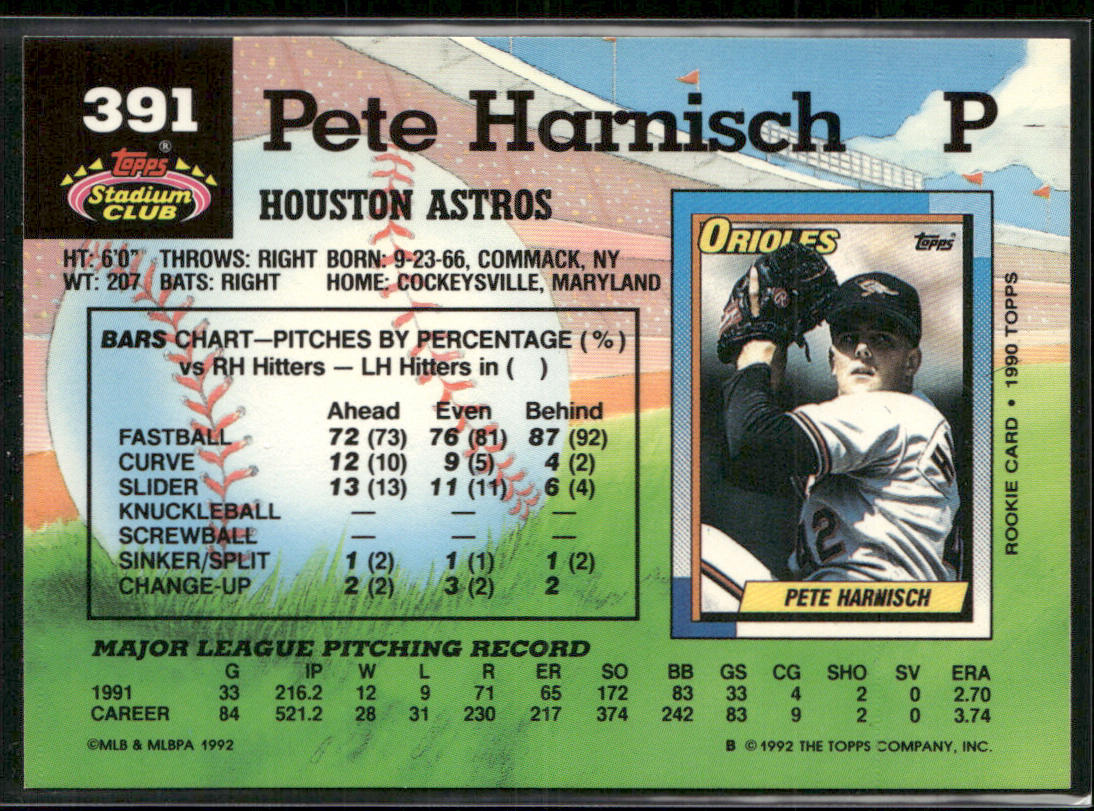 391
Pete Harnisch P
Topps®
Stadium
CLUB
HOUSTON ASTROS
HT: 6'0" THROWS: RIGHT BORN: 9-23-66, COMMACK, NY
WT: 207 BATS: RIGHT HOME: COCKEYSVILLE, MARYLAND
BARS CHART—PITCHES BY PERCENTAGE (%)
vs RH Hitters — LH Hitters in ( )
Ahead Even Behind
FASTBALL 72 (73) 76 (81) 87 (92)
CURVE 12 (10) 9 (5) 4 (2)
SLIDER 13 (13) 11 (11) 6 (4)
KNUCKLEBALL — — —
SCREWBALL — — —
SINKER/SPLIT 1 (2) 1 (1) 1 (2)
CHANGE-UP 2 (2) 3 (2) 2
ORIOLES
Topps®
42
PETE HARNISCH
ROOKIE CARD • 1990 TOPPS
MAJOR LEAGUE PITCHING RECORD
G IP W L R ER SO BB GS CG SHO SV ERA
1991 33 216.2 12 9 71 65 172 83 33 4 2 0 2.70
CAREER 84 521.2 28 31 230 217 374 242 83 9 2 0 3.74
©MLB & MLBPA 1992
B ©1992 THE TOPPS COMPANY, INC.